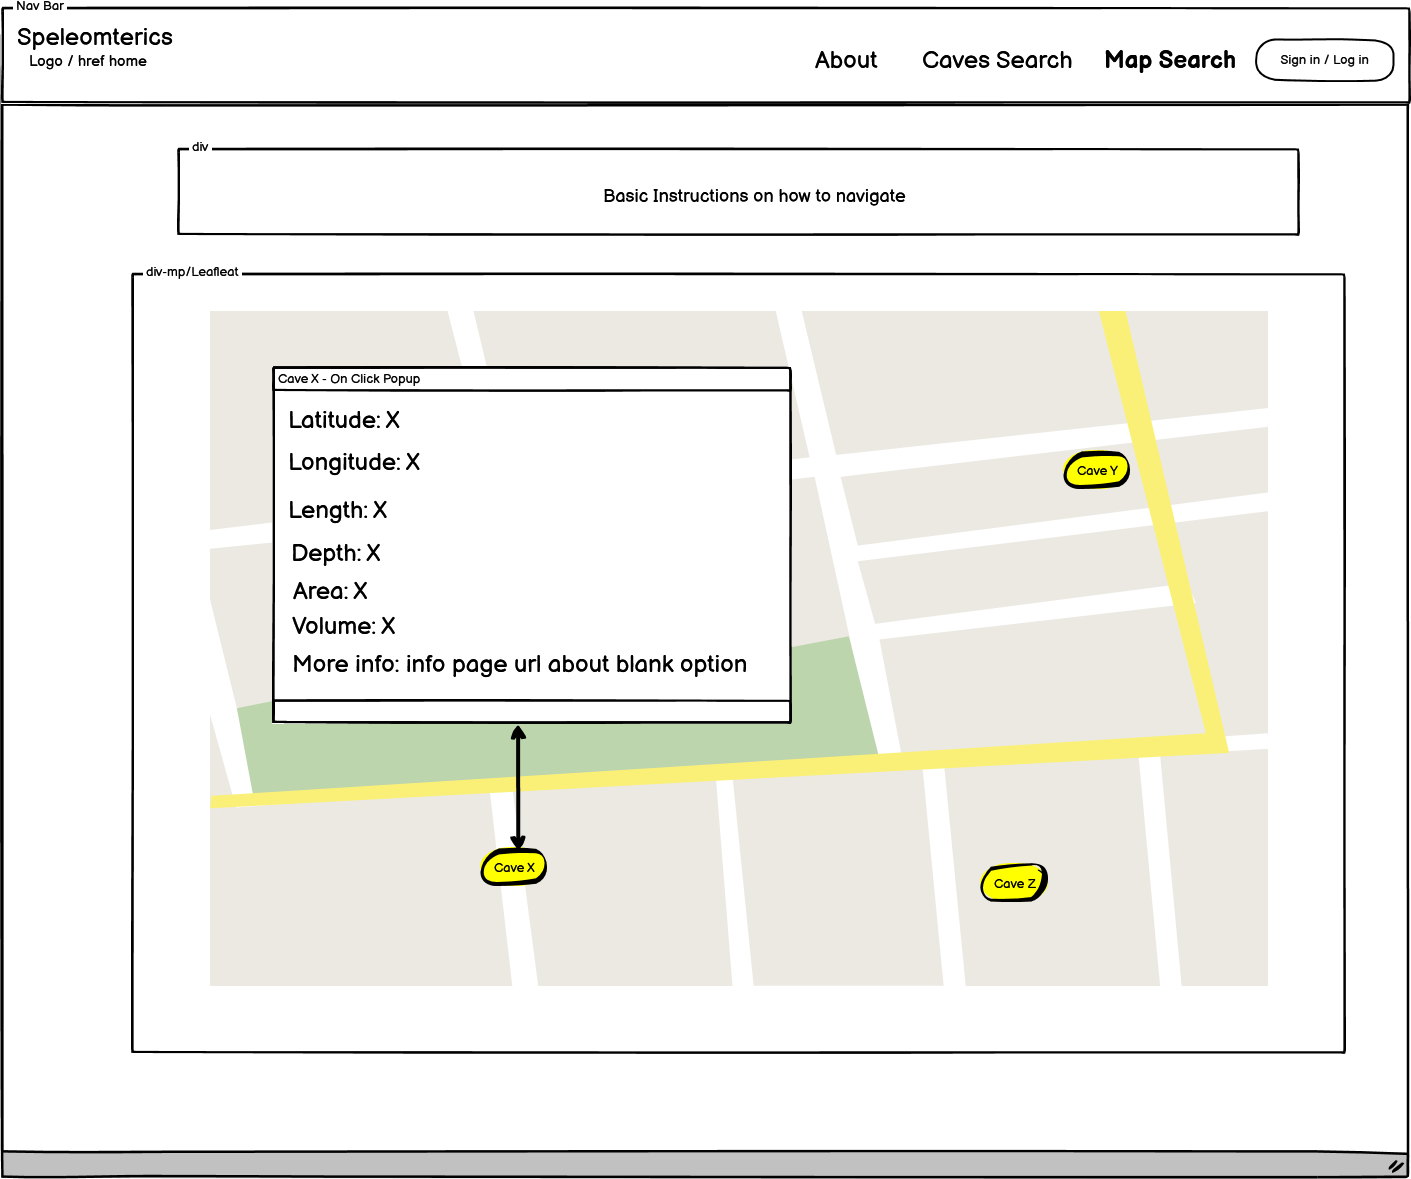 Nav Bar
Speleomterics
Logo / href home
About
Caves Search
Map Search
Sign in / Log in
div
Basic Instructions on how to navigate
div-mp/Leafleat
Cave X - On Click Popup
Latitude: X
Longitude: X
Length: X
Depth: X
Area: X
Volume: X
More info: info page url about blank option
Cave Y
Cave X
Cave Z